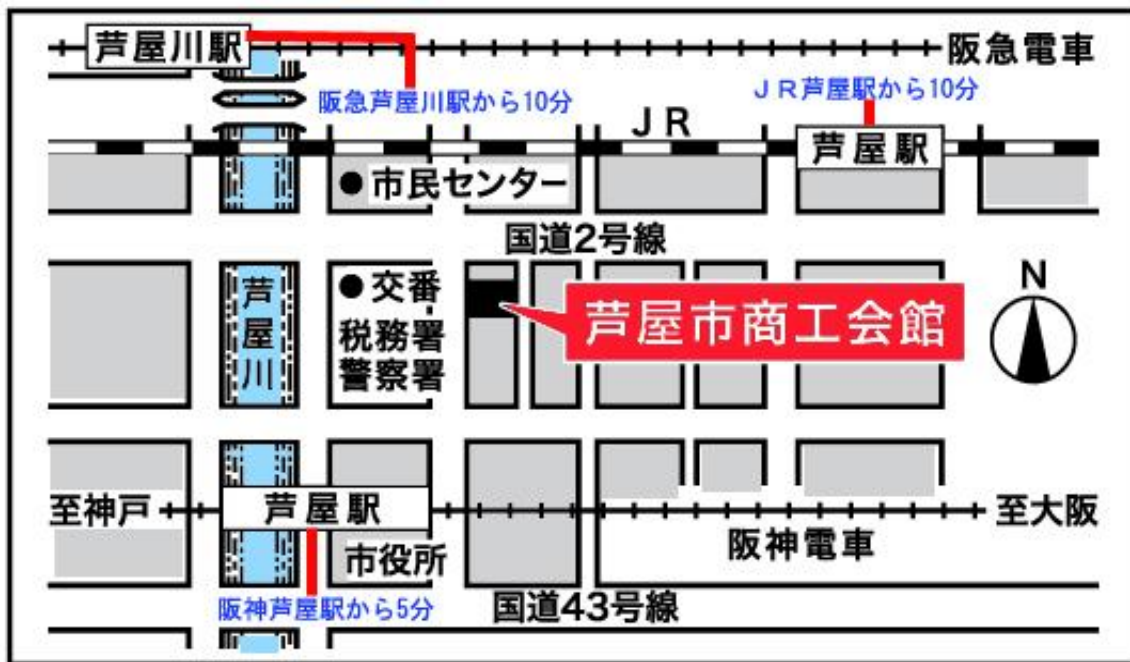 芦屋川駅
阪急電車
阪急芦屋川駅から10分
JR芦屋駅から10分
JR
芦屋駅
●市民センター
国道2号線
芦屋川
●交番
税務署
警察署
芦屋市商工会館
N
至神戸
芦屋駅
至大阪
阪神電車
市役所
阪神芦屋駅から5分
国道43号線